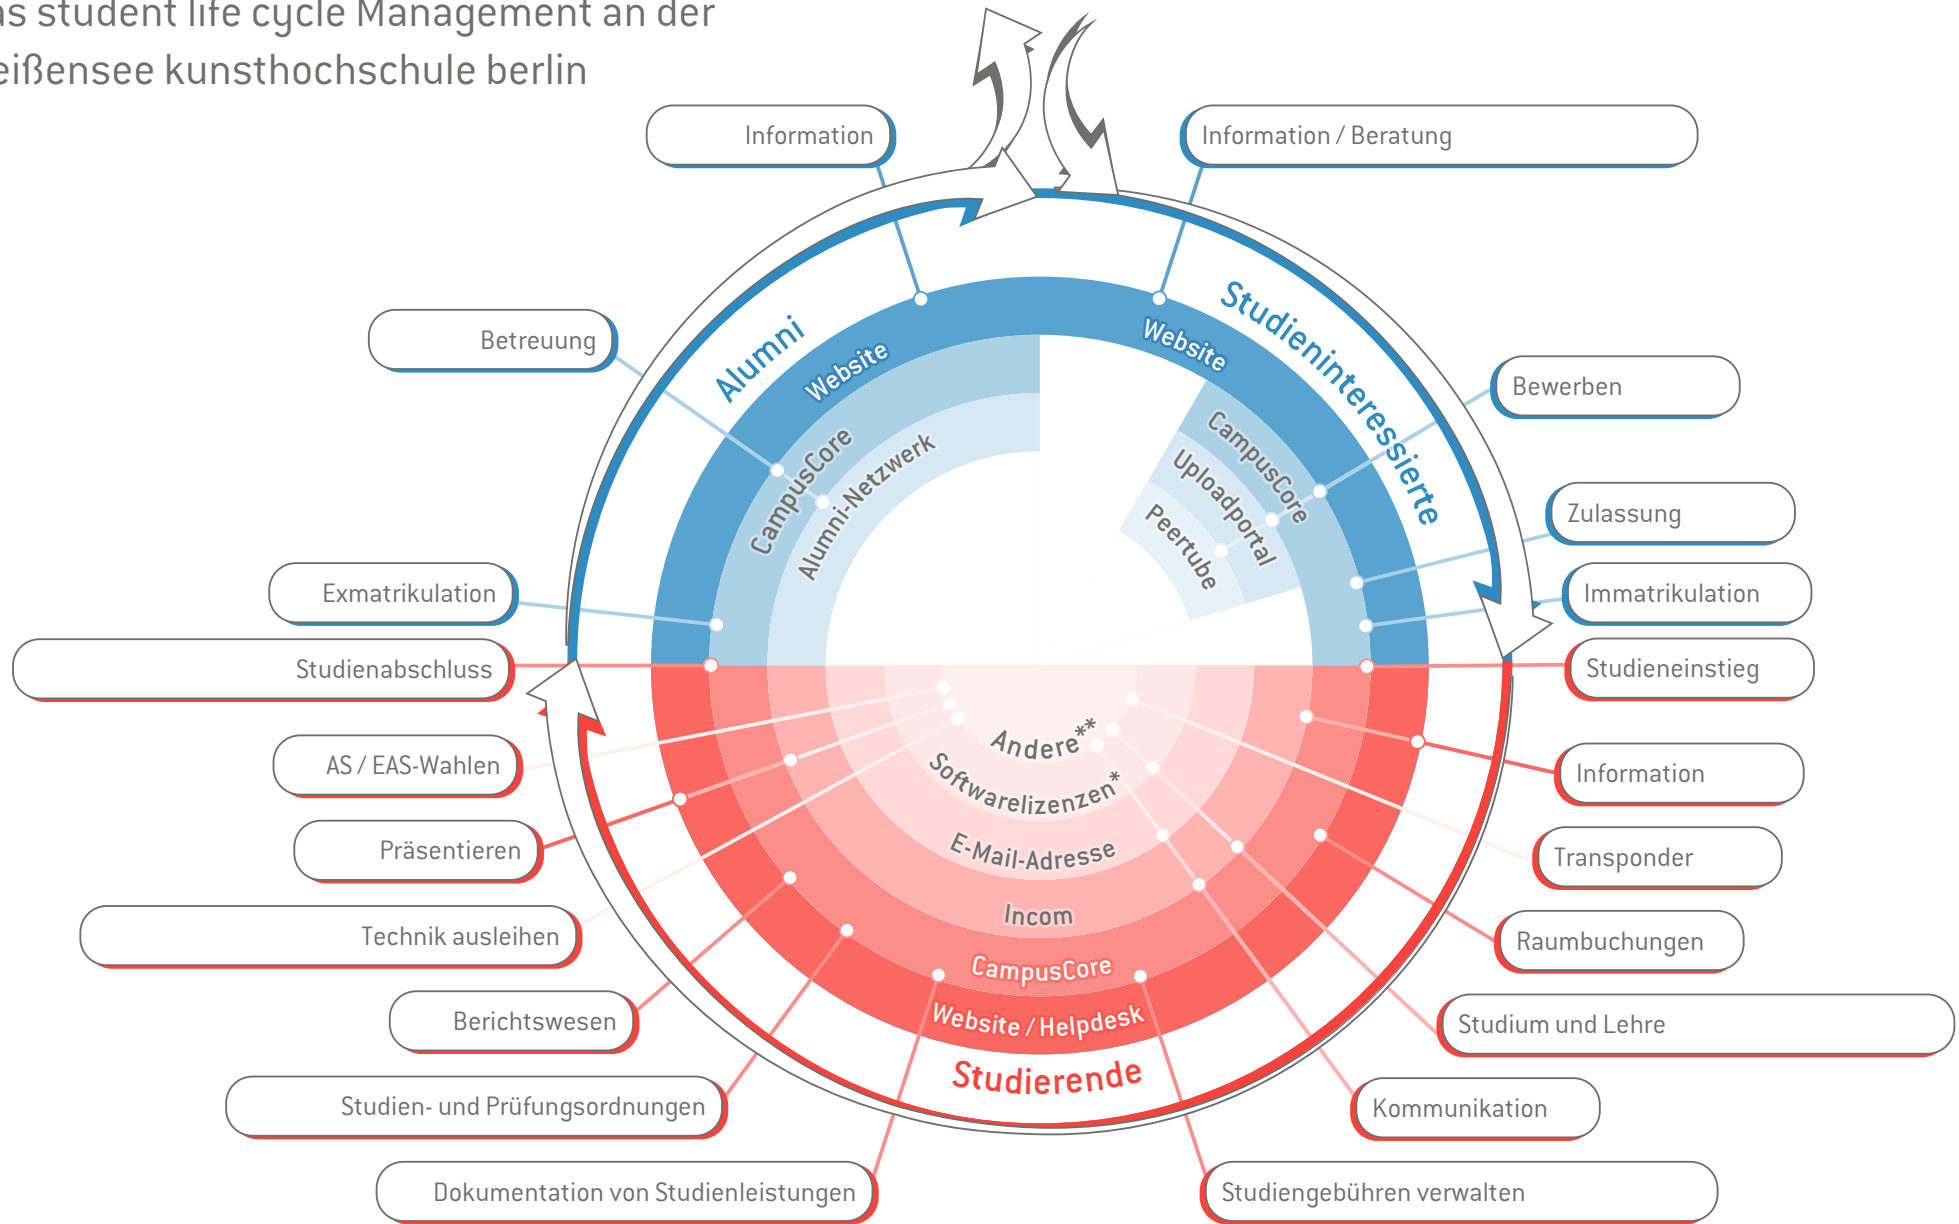 as student life cycle Management an der
eißensee kunsthochschule berlin
Information
Information / Beratung
Betreuung
Bewerben
Zulassung
Exmatrikulation
Immatrikulation
Studienabschluss
Studieneinstieg
AS / EAS-Wahlen
Information
Präsentieren
Transponder
Technik ausleihen
Raumbuchungen
Berichtswesen
Studium und Lehre
Studien- und Prüfungsordnungen
Kommunikation
Dokumentation von Studienleistungen
Studiengebühren verwalten
Alumni
Website
CampusCore
Alumni-Netzwerk
Studieninteressierte
Website
CampusCore
Uploadportal
Peertube
Andere**
Softwarelizenzen*
E-Mail-Adresse
Incom
CampusCore
Website / Helpdesk
Studierende